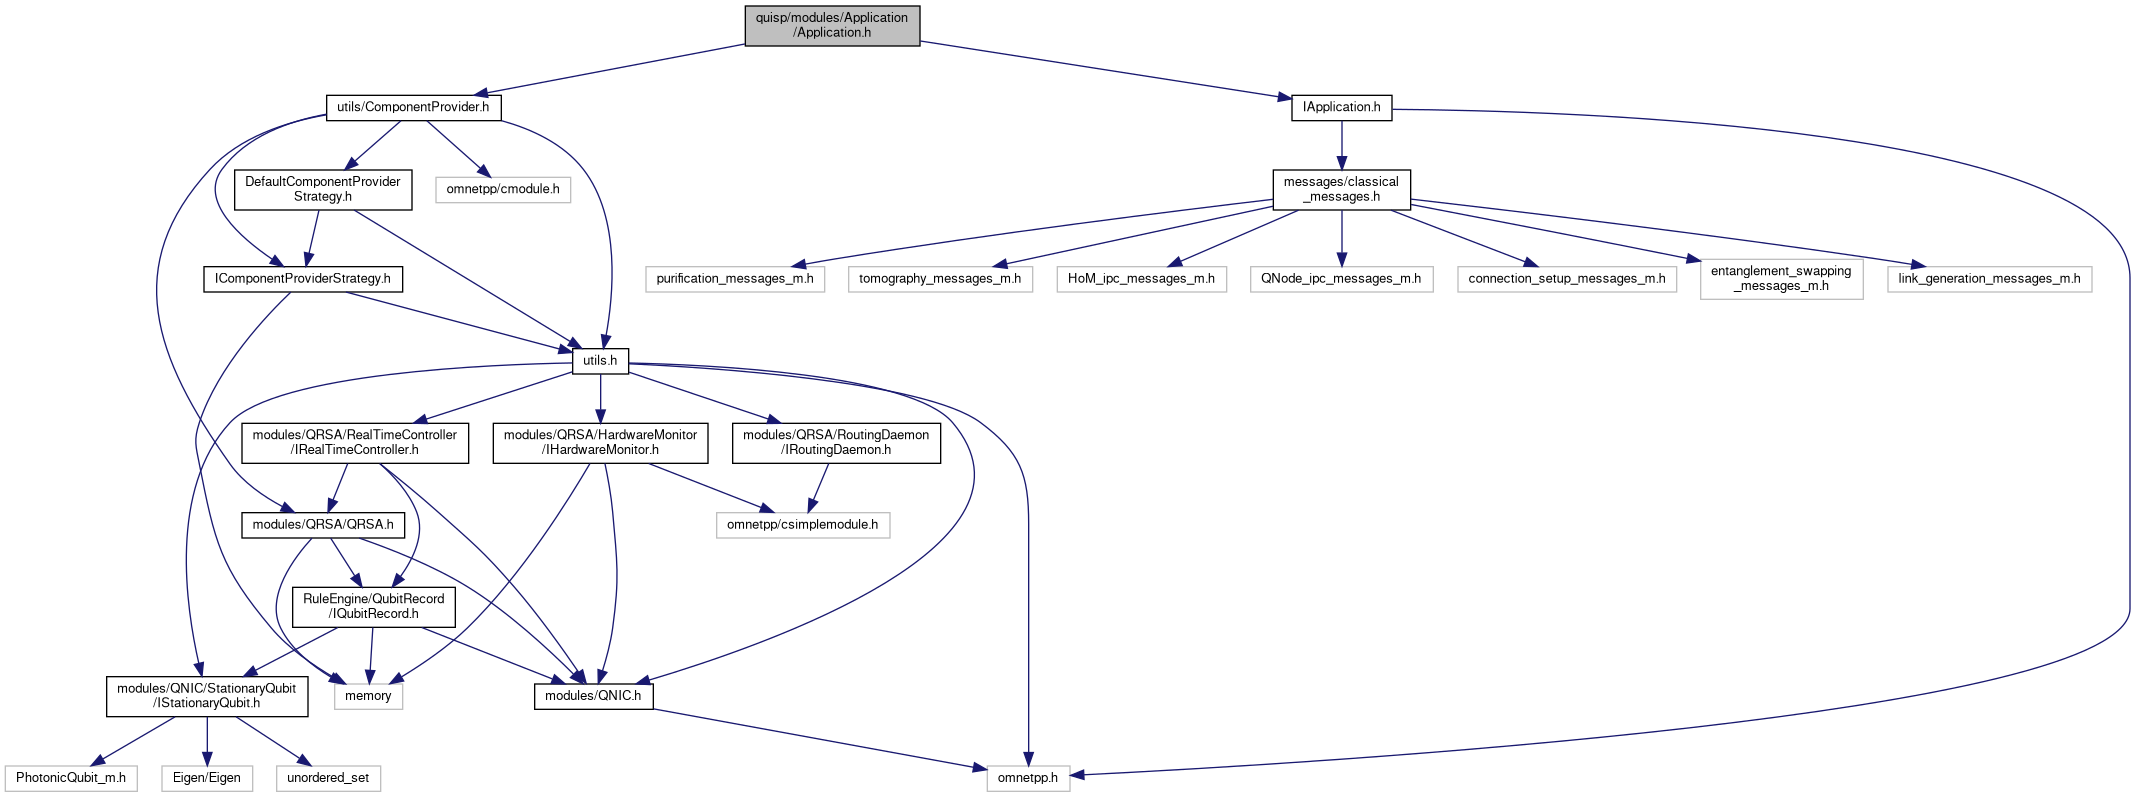 quisp/modules/Application
/Application.h
utils/ComponentProvider.h
IApplication.h
DefaultComponentProvider
Strategy.h
omnetpp/cmodule.h
messages/classical
_messages.h
IComponentProviderStrategy.h
purification_messages_m.h
tomography_messages_m.h
HoM_ipc_messages_m.h
QNode_ipc_messages_m.h
connection_setup_messages_m.h
entanglement_swapping
_messages_m.h
link_generation_messages_m.h
utils.h
modules/QRSA/RealTimeController
/IRealTimeController.h
modules/QRSA/HardwareMonitor
/IHardwareMonitor.h
modules/QRSA/RoutingDaemon
/IRoutingDaemon.h
modules/QRSA/QRSA.h
omnetpp/csimplemodule.h
RuleEngine/QubitRecord
/IQubitRecord.h
modules/QNIC/StationaryQubit
/IStationaryQubit.h
memory
modules/QNIC.h
PhotonicQubit_m.h
Eigen/Eigen
unordered_set
omnetpp.h